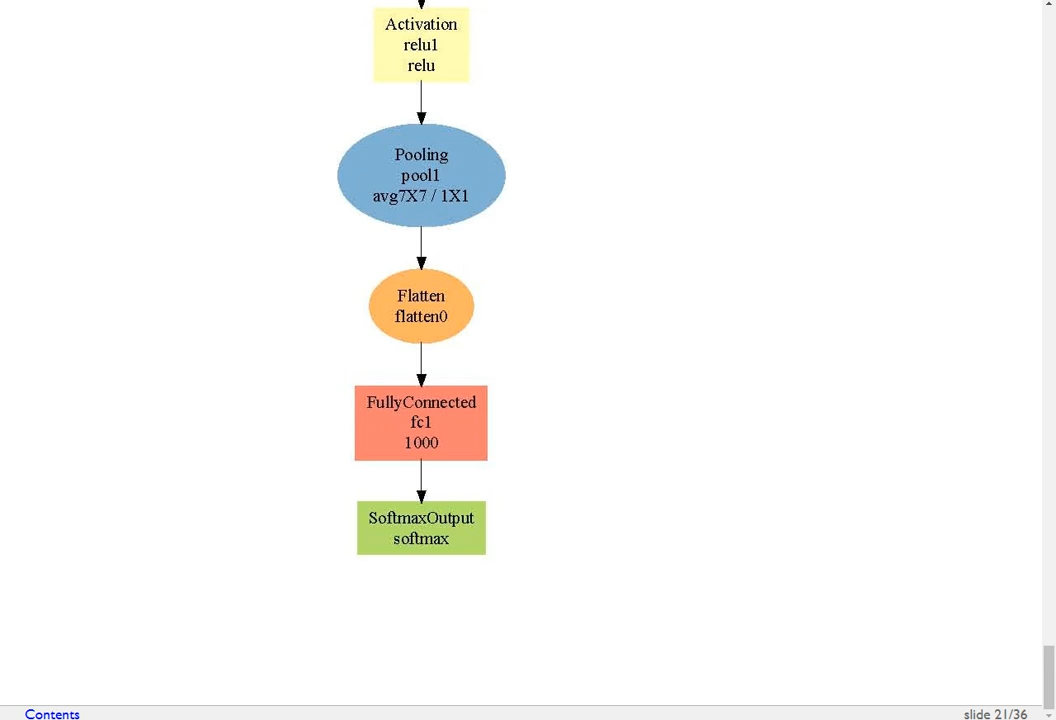 Activation
relu1
relu
Pooling
pool1
avg7X7 / 1X1
Flatten
flatten0
FullyConnected
fc1
1000
SoftmaxOutput
softmax
Contents
slide 21/36